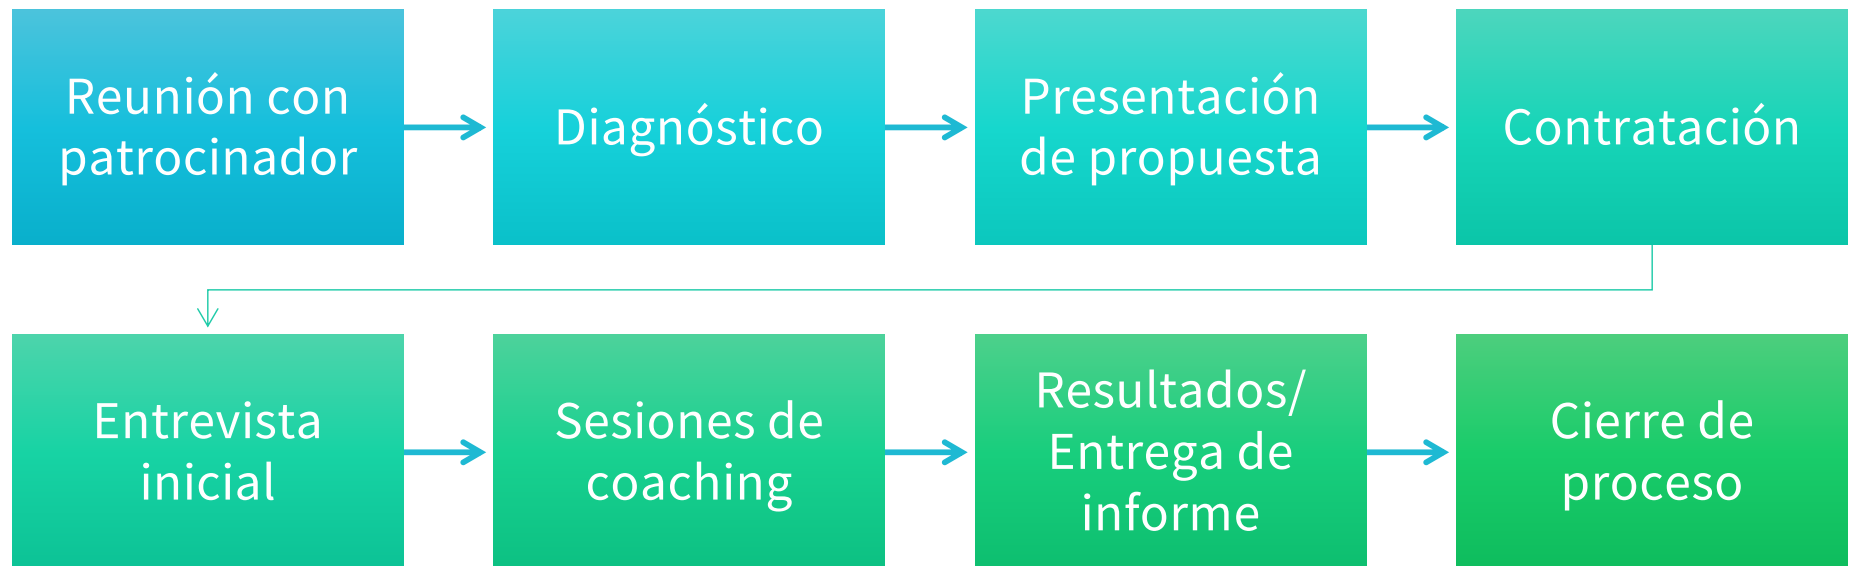 Reunión con
patrocinador
Diagnóstico
Presentación
de propuesta
Contratación
Entrevista
inicial
Sesiones de
coaching
Resultados/
Entrega de
informe
Cierre de
proceso